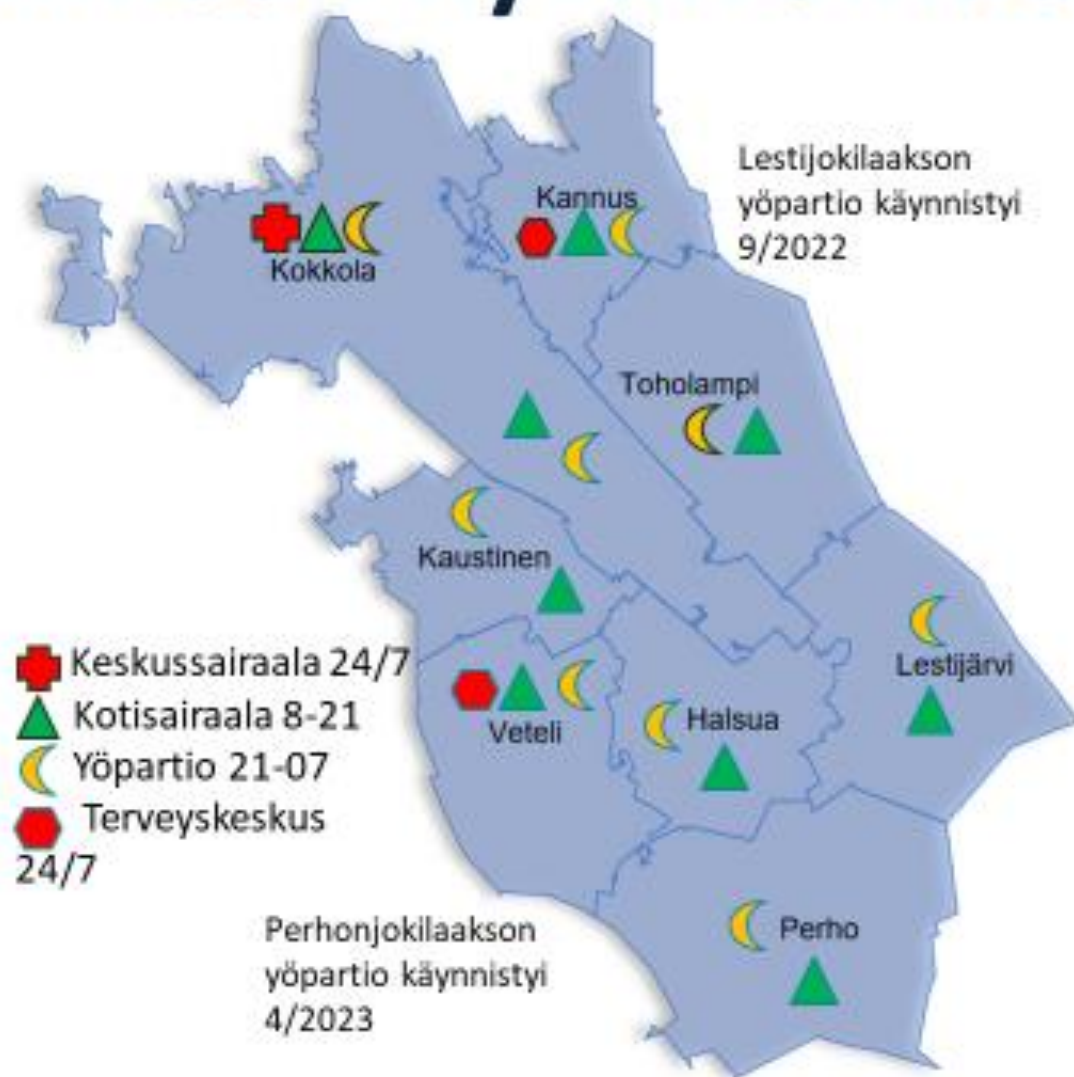 Lestijokilaakson
yöpartio käynnistyi
9/2022
Kannus
Kokkola
Toholampi
Kaustinen
Lestijärvi
Veteli
Halsua
Perho
Keskussairaala 24/7
Kotisairaala 8-21
Yöpartio 21-07
Terveyskeskus
24/7
Perhonjokilaakson
yöpartio käynnistyi
4/2023